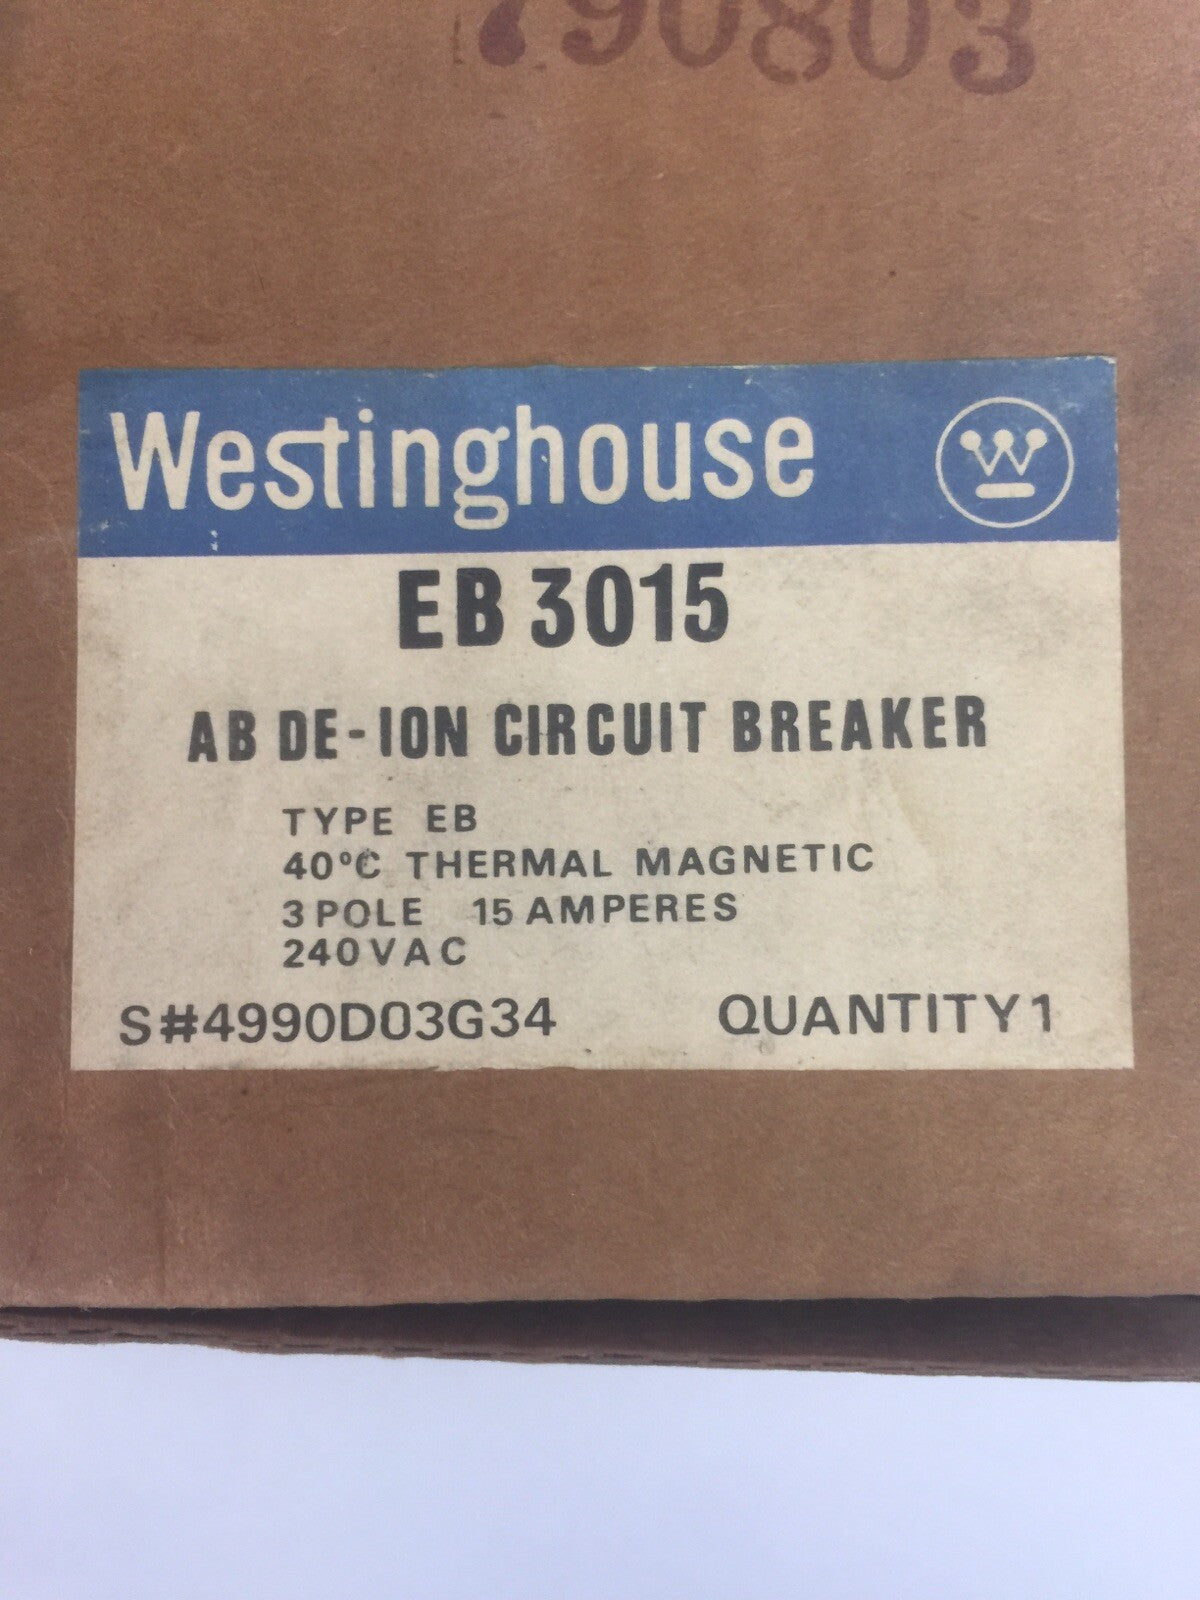 790803
Westinghouse
EB 3015
AB DE-ION CIRCUIT BREAKER
TYPE EB
40°C THERMAL MAGNETIC
3 POLE 15 AMPERES
240 VAC
S#4990D03G34 QUANTITY 1